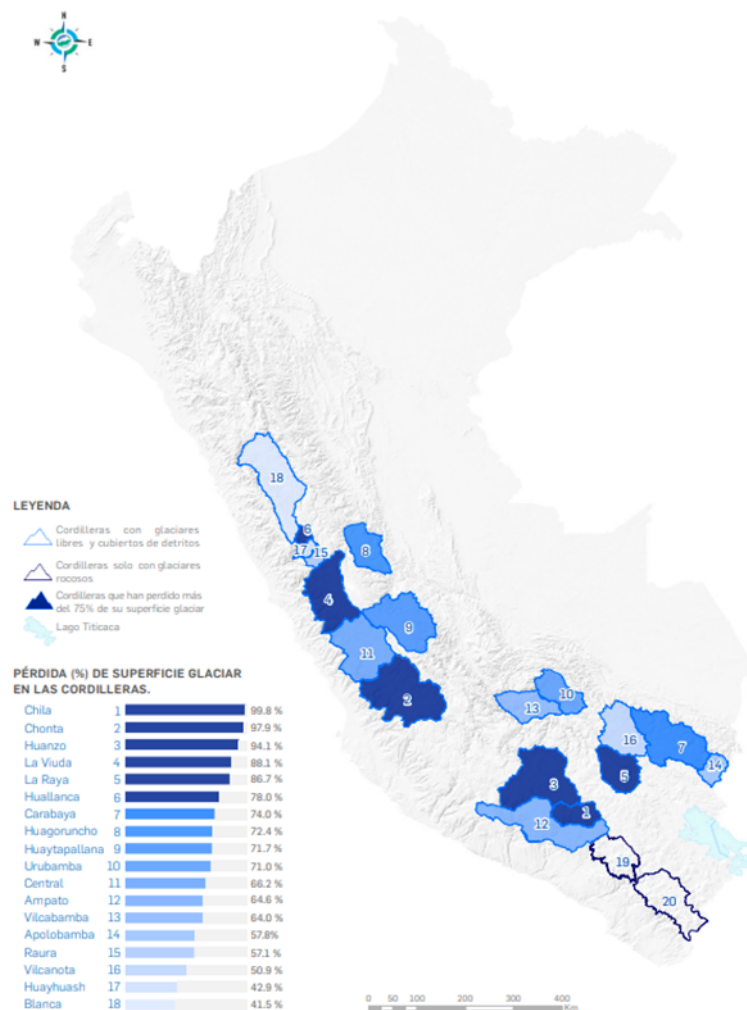 N
W E
S
18
6
17 15
8
4
9
11
2
10
13
16
7
14
5
3
1
12
19
20
LEYENDA
Cordilleras con glaciares
libres y cubiertos de detritos
Cordilleras solo con glaciares
rocosos
Cordilleras que han perdido más
del 75% de su superficie glaciar
Lago Titicaca
PÉRDIDA (%) DE SUPERFICIE GLACIAR
EN LAS CORDILLERAS.
Chila 1 99.8 %
Chonta 2 97.9 %
Huanzo 3 94.1 %
La Viuda 4 88.1 %
La Raya 5 86.7 %
Huallanca 6 78.0 %
Carabaya 7 74.0 %
Huagoruncho 8 72.4 %
Huaytapallana 9 71.7 %
Urubamba 10 71.0 %
Central 11 66.2 %
Ampato 12 64.6 %
Vilcabamba 13 64.0 %
Apolobamba 14 57.8%
Raura 15 57.1 %
Vilcanota 16 50.9 %
Huayhuash 17 42.9 %
Blanca 18 41.5 %
0 50 100 200 300 400